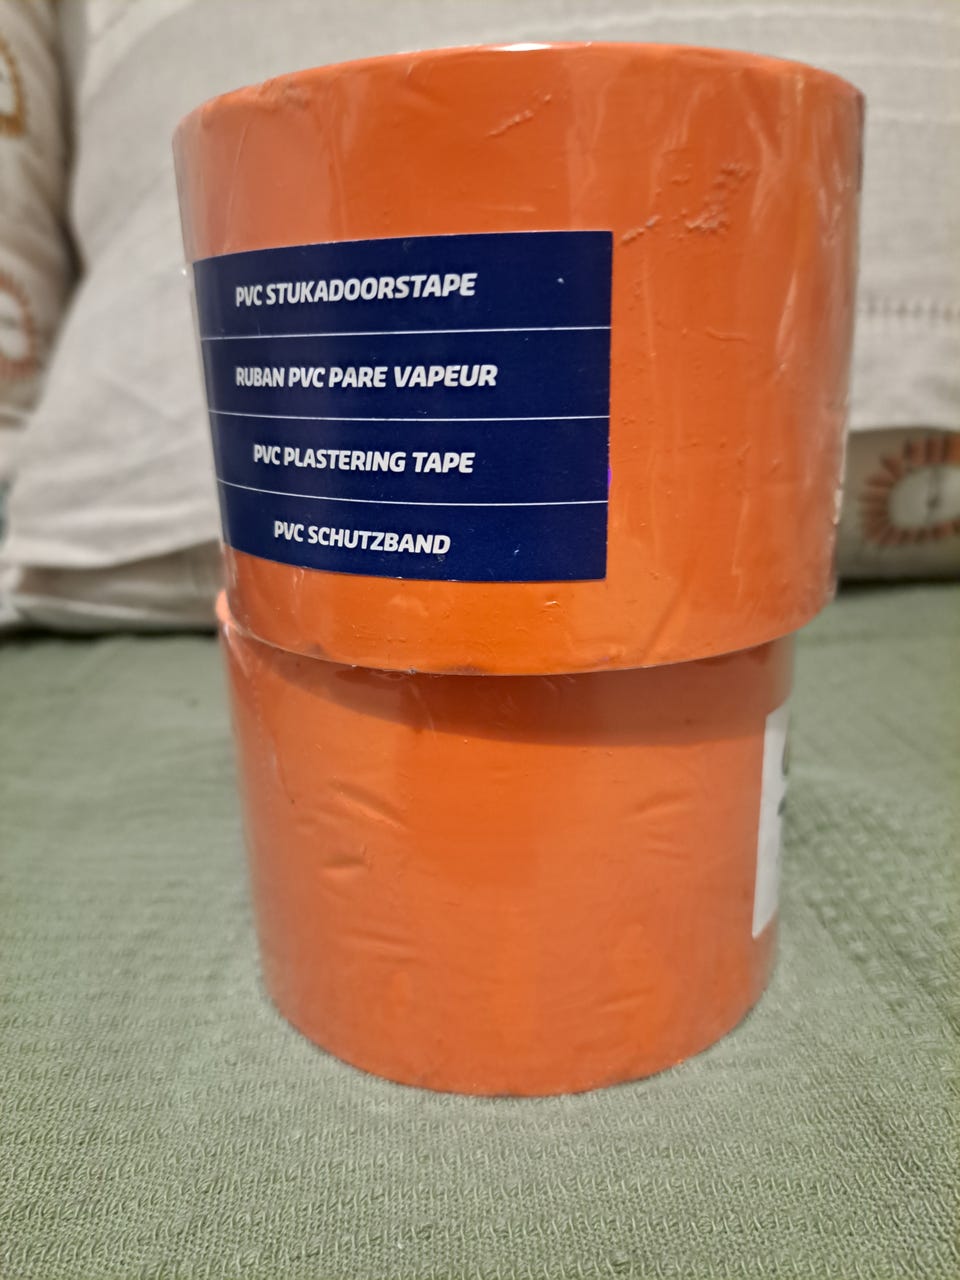 PVC STUKADOORSTAPE
RUBAN PVC PARE VAPEUR
PVC PLASTERING TAPE
PVC SCHUTZBAND